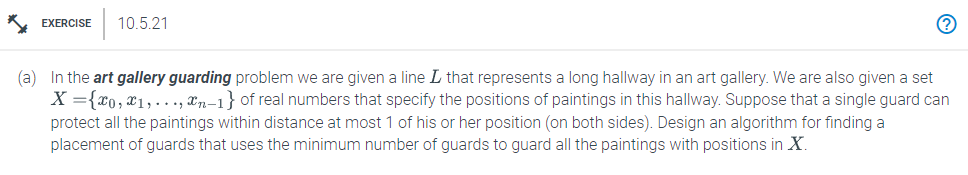 EXERCISE 10.5.21
(a) In the art gallery guarding problem we are given a line L that represents a long hallway in an art gallery. We are also given a set
X ={x₀, x₁, . . ., xₙ₋₁} of real numbers that specify the positions of paintings in this hallway. Suppose that a single guard can
protect all the paintings within distance at most 1 of his or her position (on both sides). Design an algorithm for finding a
placement of guards that uses the minimum number of guards to guard all the paintings with positions in X.